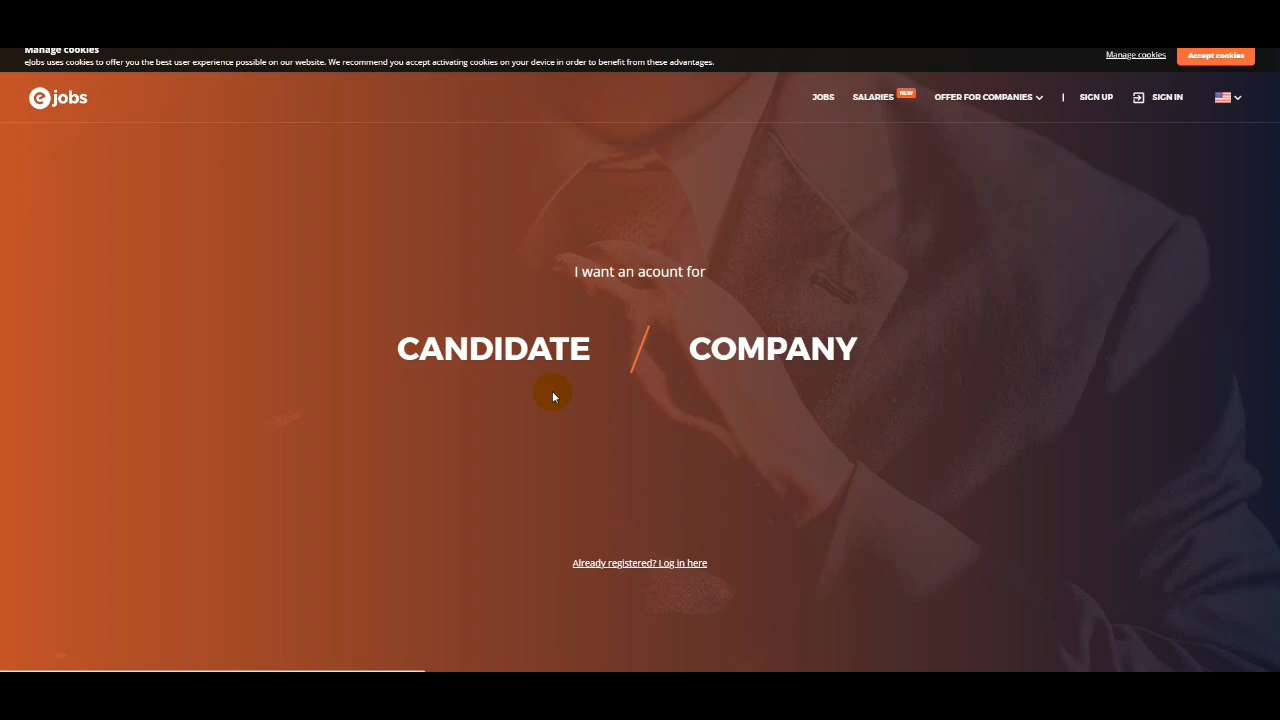 Manage cookies
eJobs uses cookies to offer you the best user experience possible on our website. We recommend you accept activating cookies on your device in order to benefit from these advantages.
Manage cookies
Accept cookies
ejobs
JOBS
SALARIES NEW
OFFER FOR COMPANIES
|
SIGN UP
SIGN IN
I want an acount for
CANDIDATE / COMPANY
Already registered? Log in here